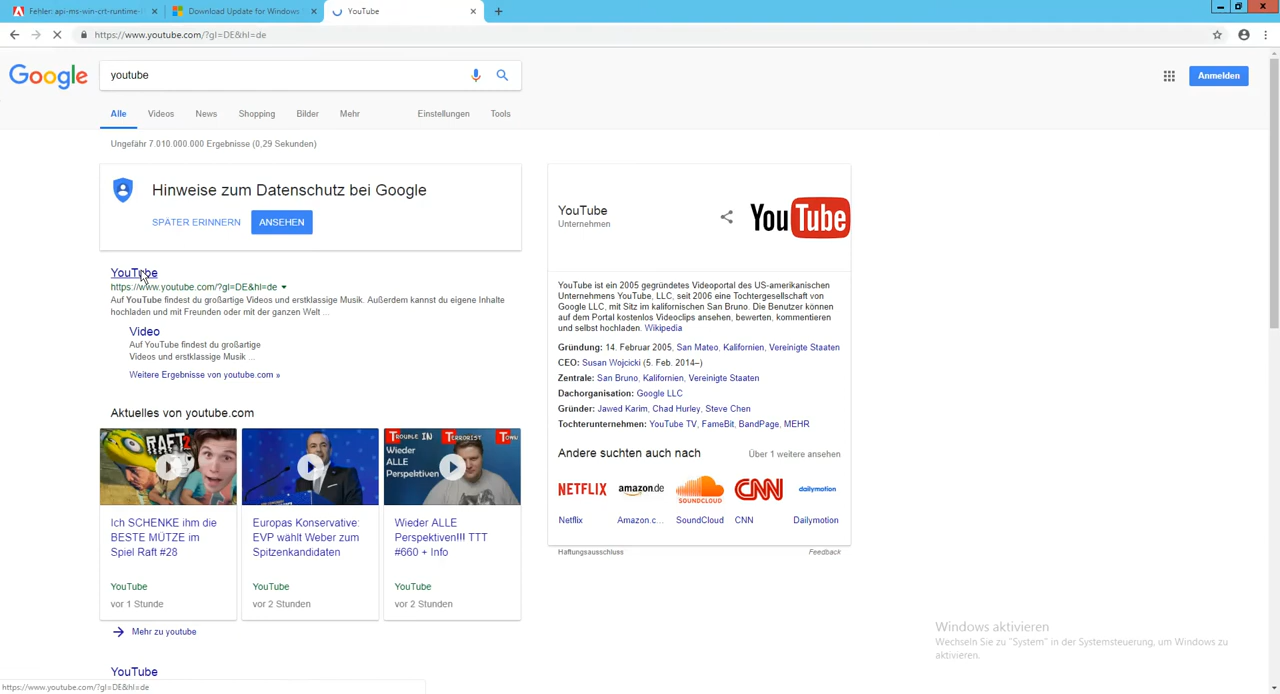 Fehler: api-ms-win-crt-runtime-
Download Update for Windows
YouTube
https://www.youtube.com/?gl=DE&hl=de
Google
youtube
Anmelden
Alle
Videos
News
Shopping
Bilder
Mehr
Einstellungen
Tools
Ungefähr 7.010.000.000 Ergebnisse (0,29 Sekunden)
Hinweise zum Datenschutz bei Google
SPÄTER ERINNERN
ANSEHEN
YouTube
https://www.youtube.com/?gl=DE&hl=de
Auf YouTube findest du großartige Videos und erstklassige Musik. Außerdem kannst du eigene Inhalte
hochladen und mit Freunden oder mit der ganzen Welt ...
Video
Auf YouTube findest du großartige
Videos und erstklassige Musik ...
Weitere Ergebnisse von youtube.com »
Aktuelles von youtube.com
RAFT2
TROUBLE IN TERRORIST TOWN
Wieder
ALLE
Perspektiven
Ich SCHENKE ihm die
BESTE MÜTZE im
Spiel Raft #28
YouTube
vor 1 Stunde
Europas Konservative:
EVP wählt Weber zum
Spitzenkandidaten
YouTube
vor 2 Stunden
Wieder ALLE
Perspektiven!!! TTT
#660 + Info
YouTube
vor 2 Stunden
Mehr zu youtube
YouTube
https://www.youtube.com/?gl=DE&hl=de
YouTube
Unternehmen
YouTube
YouTube ist ein 2005 gegründetes Videoportal des US-amerikanischen
Unternehmens YouTube, LLC, seit 2006 eine Tochtergesellschaft von
Google LLC, mit Sitz im kalifornischen San Bruno. Die Benutzer können
auf dem Portal kostenlos Videoclips ansehen, bewerten, kommentieren
und selbst hochladen. Wikipedia
Gründung: 14. Februar 2005, San Mateo, Kalifornien, Vereinigte Staaten
CEO: Susan Wojcicki (5. Feb. 2014–)
Zentrale: San Bruno, Kalifornien, Vereinigte Staaten
Dachorganisation: Google LLC
Gründer: Jawed Karim, Chad Hurley, Steve Chen
Tochterunternehmen: YouTube TV, FameBit, BandPage, MEHR
Andere suchten auch nach
Über 1 weitere ansehen
NETFLIX
amazon.de
SOUNDCLOUD
CNN
dailymotion
Netflix
Amazon.c...
SoundCloud
CNN
Dailymotion
Haftungsausschluss
Feedback
Windows aktivieren
Wechseln Sie zu "System" in der Systemsteuerung, um Windows zu
aktivieren.